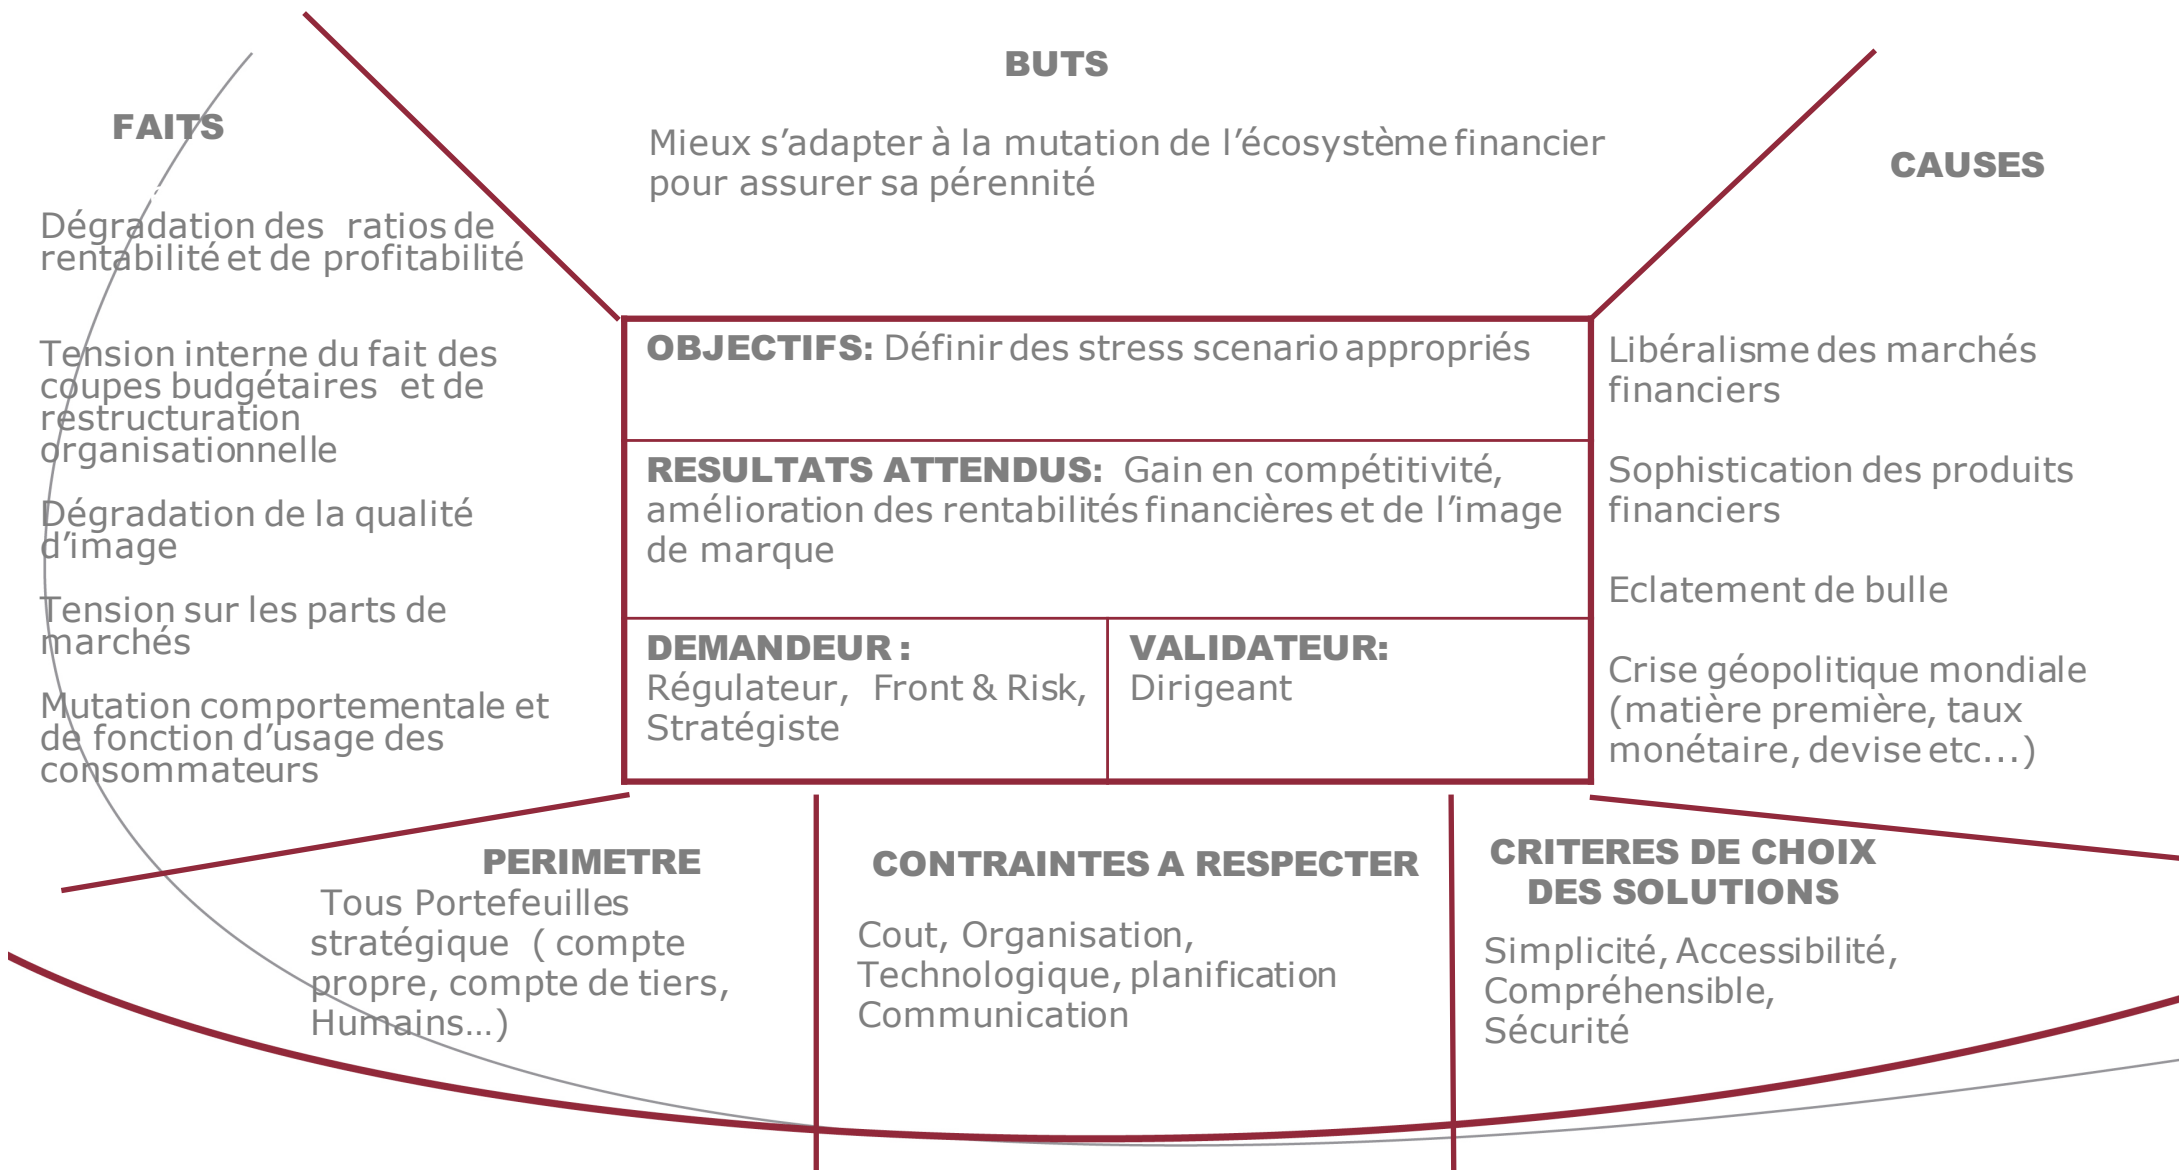 BUTS
Mieux s’adapter à la mutation de l’écosystème financier
pour assurer sa pérennité
FAITS
Dégradation des ratios de
rentabilité et de profitabilité
Tension interne du fait des
coupes budgétaires et de
restructuration
organisationnelle
Dégradation de la qualité
d’image
Tension sur les parts de
marchés
Mutation comportementale et
de fonction d’usage des
consommateurs
OBJECTIFS: Définir des stress scenario appropriés
RESULTATS ATTENDUS: Gain en compétitivité,
amélioration des rentabilités financières et de l’image
de marque
DEMANDEUR :
Régulateur, Front & Risk,
Stratégiste
VALIDATEUR:
Dirigeant
CAUSES
Libéralisme des marchés
financiers
Sophistication des produits
financiers
Eclatement de bulle
Crise géopolitique mondiale
(matière première, taux
monétaire, devise etc...)
PERIMETRE
Tous Portefeuilles
stratégique ( compte
propre, compte de tiers,
Humains...)
CONTRAINTES A RESPECTER
Cout, Organisation,
Technologique, planification
Communication
CRITERES DE CHOIX
DES SOLUTIONS
Simplicité, Accessibilité,
Compréhensible,
Sécurité